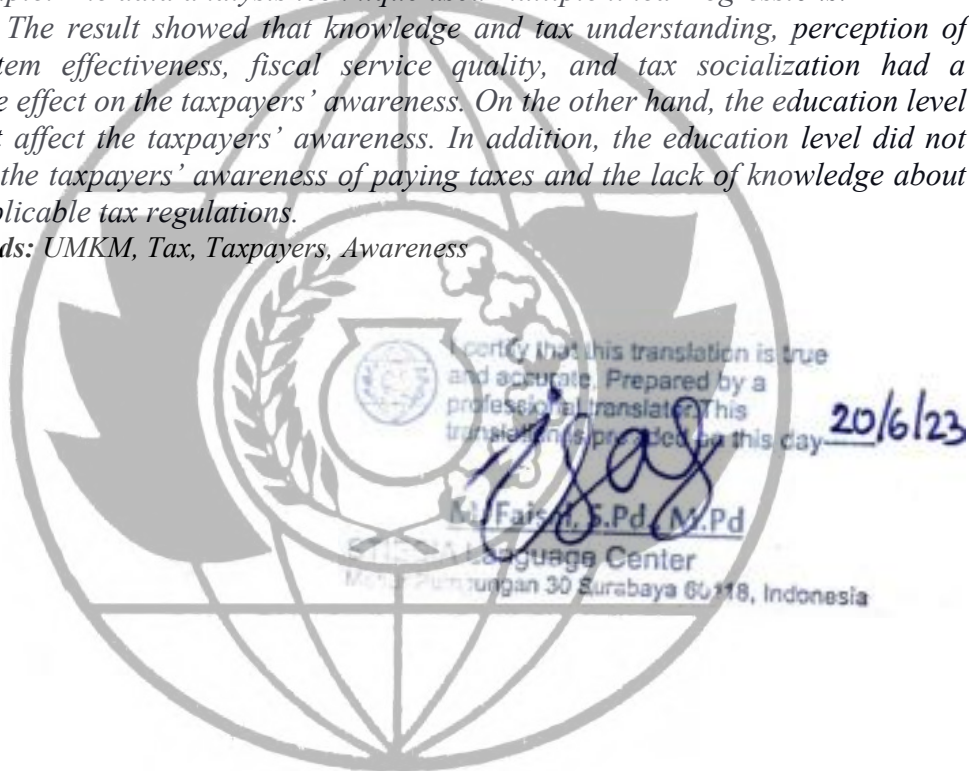 The result showed that knowledge and tax understanding, perception of
tem effectiveness, fiscal service quality, and tax socialization had a
e effect on the taxpayers’ awareness. On the other hand, the education level
t affect the taxpayers’ awareness. In addition, the education level did not
the taxpayers’ awareness of paying taxes and the lack of knowledge about
plicable tax regulations.
ds: UMKM, Tax, Taxpayers, Awareness
I certify that this translation is true
and accurate. Prepared by a
professional translator. This
translation is provided on this day 20/6/23
M. Faisal, S.Pd, M.Pd
Language Center
30 Surabaya 60118, Indonesia